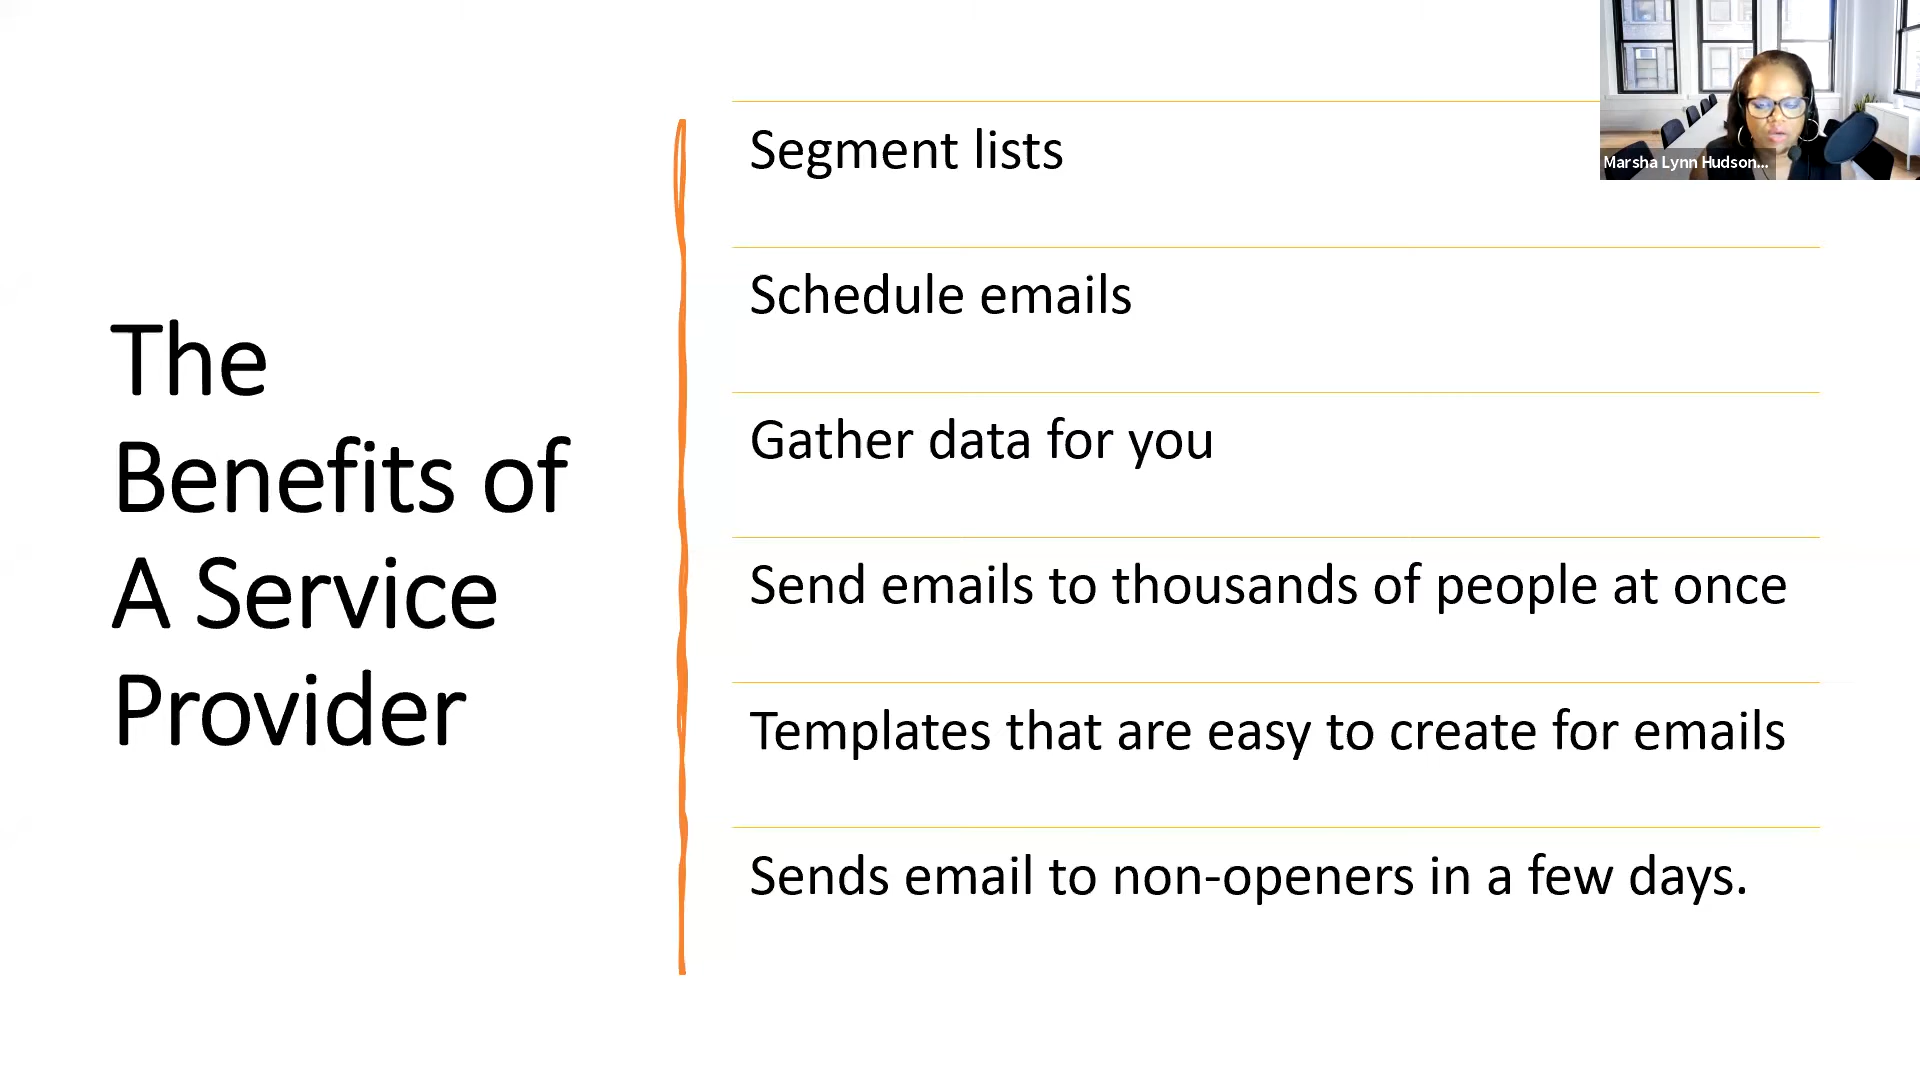 The
Benefits of
A Service
Provider
Segment lists
Schedule emails
Gather data for you
Send emails to thousands of people at once
Templates that are easy to create for emails
Sends email to non-openers in a few days.
Marsha Lynn Hudson...